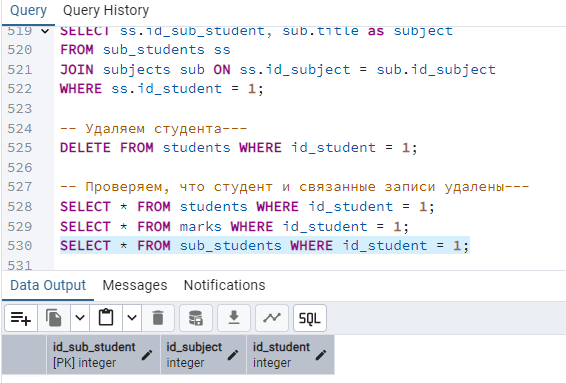 Query Query History
519 SELECT ss.id_sub_student, sub.title as subject
520 FROM sub_students ss
521 JOIN subjects sub ON ss.id_subject = sub.id_subject
522 WHERE ss.id_student = 1;
523
524 -- Удаляем студента---
525 DELETE FROM students WHERE id_student = 1;
526
527 -- Проверяем, что студент и связанные записи удалены---
528 SELECT * FROM students WHERE id_student = 1;
529 SELECT * FROM marks WHERE id_student = 1;
530 SELECT * FROM sub_students WHERE id_student = 1;
531
Data Output Messages Notifications
SQL
id_sub_student id_subject id_student
[PK] integer integer integer